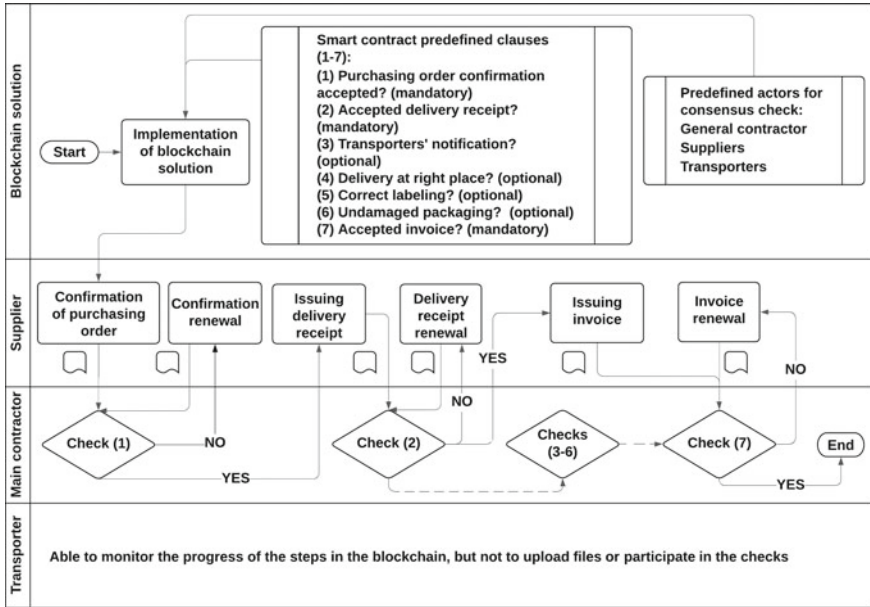 Blockchain solution
Start
Implementation
of blockchain
solution
Smart contract predefined clauses
(1-7):
(1) Purchasing order confirmation
accepted? (mandatory)
(2) Accepted delivery receipt?
(mandatory)
(3) Transporters' notification?
(optional)
(4) Delivery at right place? (optional)
(5) Correct labeling? (optional)
(6) Undamaged packaging? (optional)
(7) Accepted invoice? (mandatory)
Predefined actors for
consensus check:
General contractor
Suppliers
Transporters
Supplier
Confirmation
of purchasing
order
Confirmation
renewal
Issuing
delivery
receipt
Delivery
receipt
renewal
YES
Issuing
invoice
Invoice
renewal
NO
NO
Main contractor
Check (1)
NO
YES
Check (2)
Checks
(3-6)
Check (7)
YES
End
Transporter
Able to monitor the progress of the steps in the blockchain, but not to upload files or participate in the checks